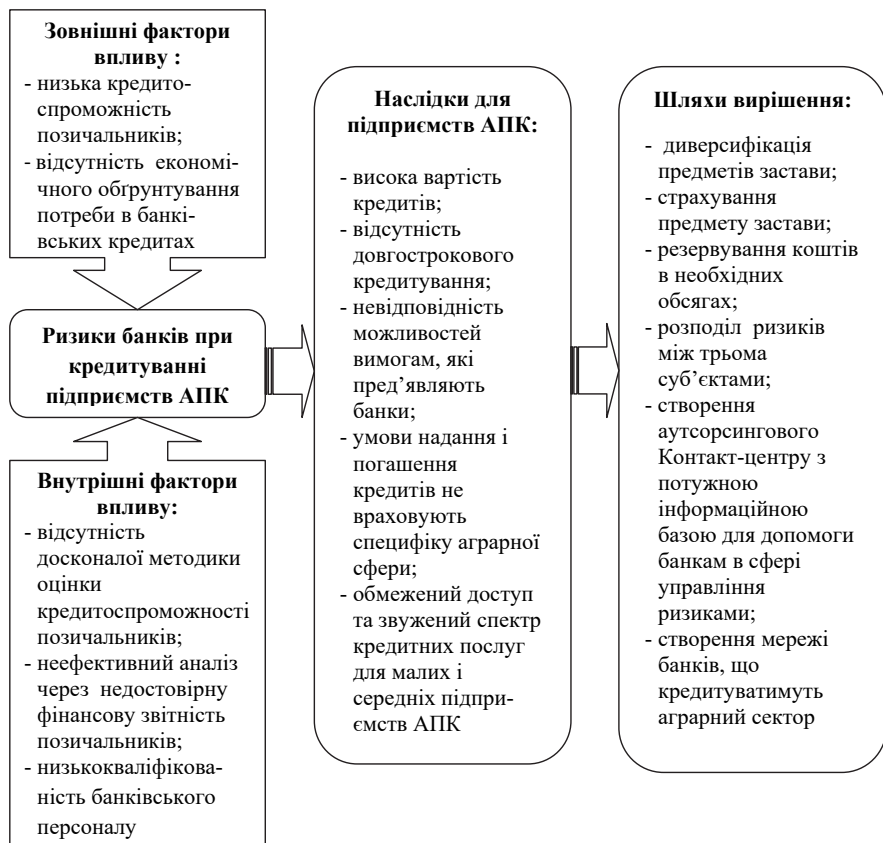 Зовнішні фактори
впливу :
- низька кредито-
спроможність
позичальників;
- відсутність економі-
чного обґрунтування
потреби в банкі-
вських кредитах
Ризики банків при
кредитуванні
підприємств АПК
Внутрішні фактори
впливу:
- відсутність
досконалої методики
оцінки
кредитоспроможності
позичальників;
- неефективний аналіз
через недостовірну
фінансову звітність
позичальників;
- низькокваліфікова-
ність банківського
персоналу
Наслідки для
підприємств АПК:
- висока вартість
кредитів;
- відсутність
довгострокового
кредитування;
- невідповідність
можливостей
вимогам, які
пред’являють
банки;
- умови надання і
погашення
кредитів не
враховують
специфіку аграрної
сфери;
- обмежений доступ
та звужений спектр
кредитних послуг
для малих і
середніх підпри-
ємств АПК
Шляхи вирішення:
- диверсифікація
предметів застави;
- страхування
предмету застави;
- резервування коштів
в необхідних
обсягах;
- розподіл ризиків
між трьома
суб’єктами;
- створення
аутсорсингового
Контакт-центру з
потужною
інформаційною
базою для допомоги
банкам в сфері
управління
ризиками;
- створення мережі
банків, що
кредитуватимуть
аграрний сектор